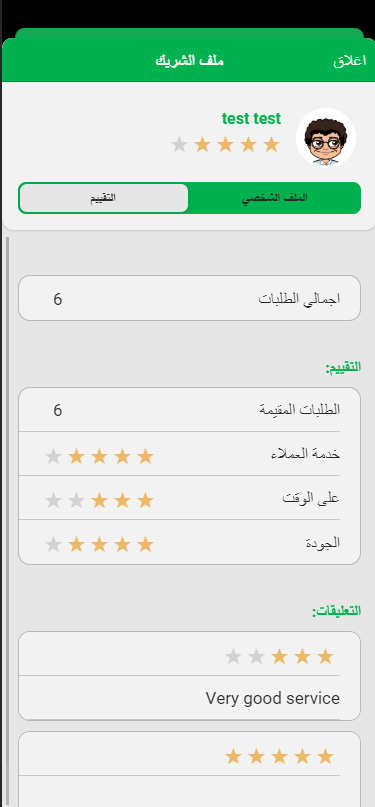 اغلاق
ملف الشريك
test test
الملف الشخصي
التقييم
اجمالي الطلبات 6
التقييم:
الطلبات المقيمة 6
خدمة العملاء
على الوقت
الجودة
التعليقات:
Very good service